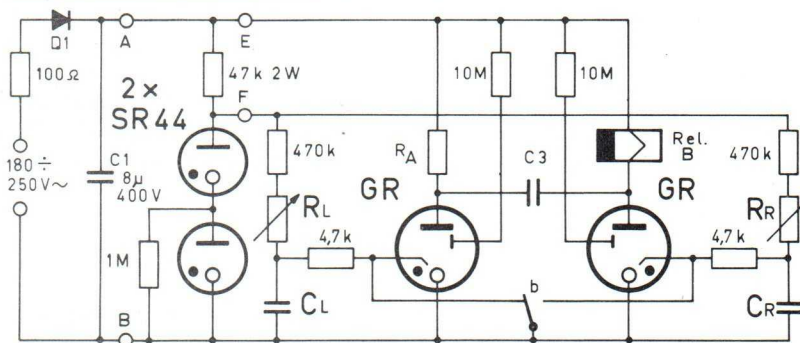 D1
100Ω
180 ÷
250V~
C1
8µ
400V
A
B
E
F
2 x
SR44
47k 2W
1M
470k
RL
4,7k
CL
RA
GR
C3
10M
10M
b
Rel.
B
GR
470k
RR
4,7k
CR